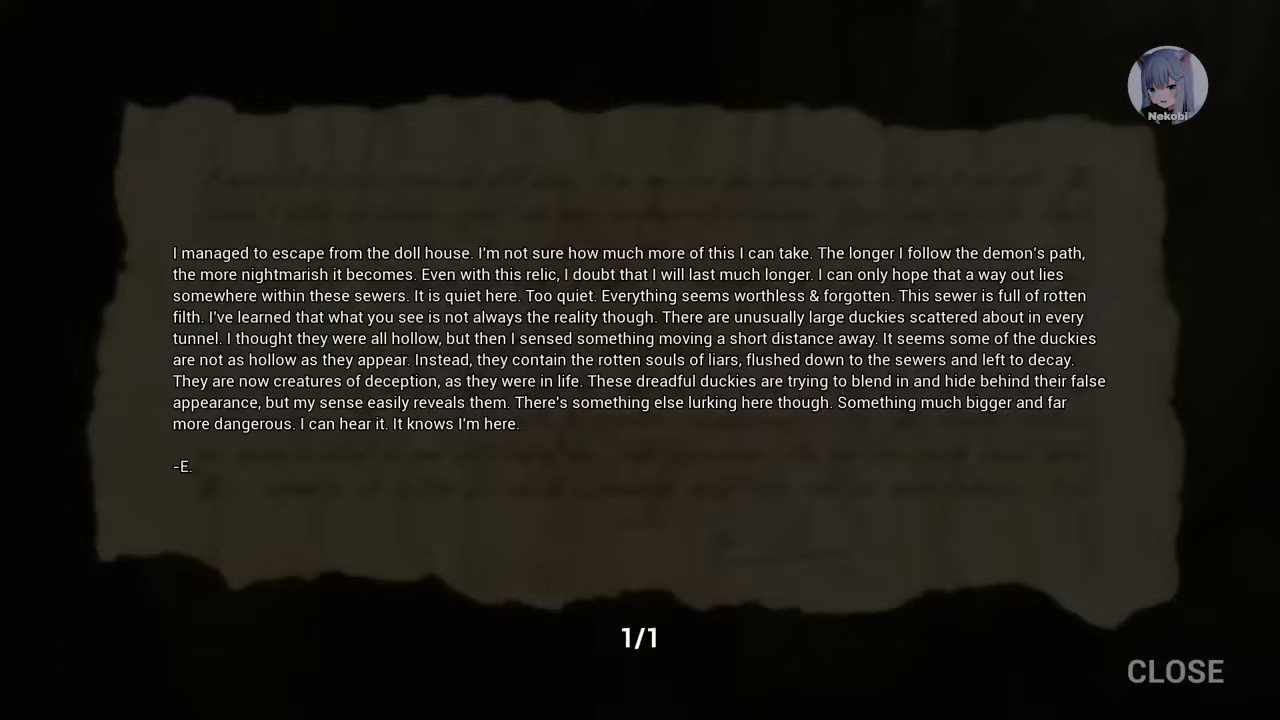 Nekobi
I managed to escape from the doll house. I'm not sure how much more of this I can take. The longer I follow the demon's path,
the more nightmarish it becomes. Even with this relic, I doubt that I will last much longer. I can only hope that a way out lies
somewhere within these sewers. It is quiet here. Too quiet. Everything seems worthless & forgotten. This sewer is full of rotten
filth. I've learned that what you see is not always the reality though. There are unusually large duckies scattered about in every
tunnel. I thought they were all hollow, but then I sensed something moving a short distance away. It seems some of the duckies
are not as hollow as they appear. Instead, they contain the rotten souls of liars, flushed down to the sewers and left to decay.
They are now creatures of deception, as they were in life. These dreadful duckies are trying to blend in and hide behind their false
appearance, but my sense easily reveals them. There's something else lurking here though. Something much bigger and far
more dangerous. I can hear it. It knows I'm here.
-E.
1/1
CLOSE